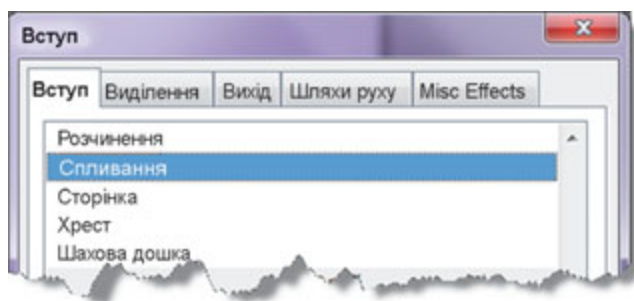 Вступ
Вступ Виділення Вихід Шляхи руху Misc Effects
Розчинення
Спливання
Сторінка
Хрест
Шахова дошка